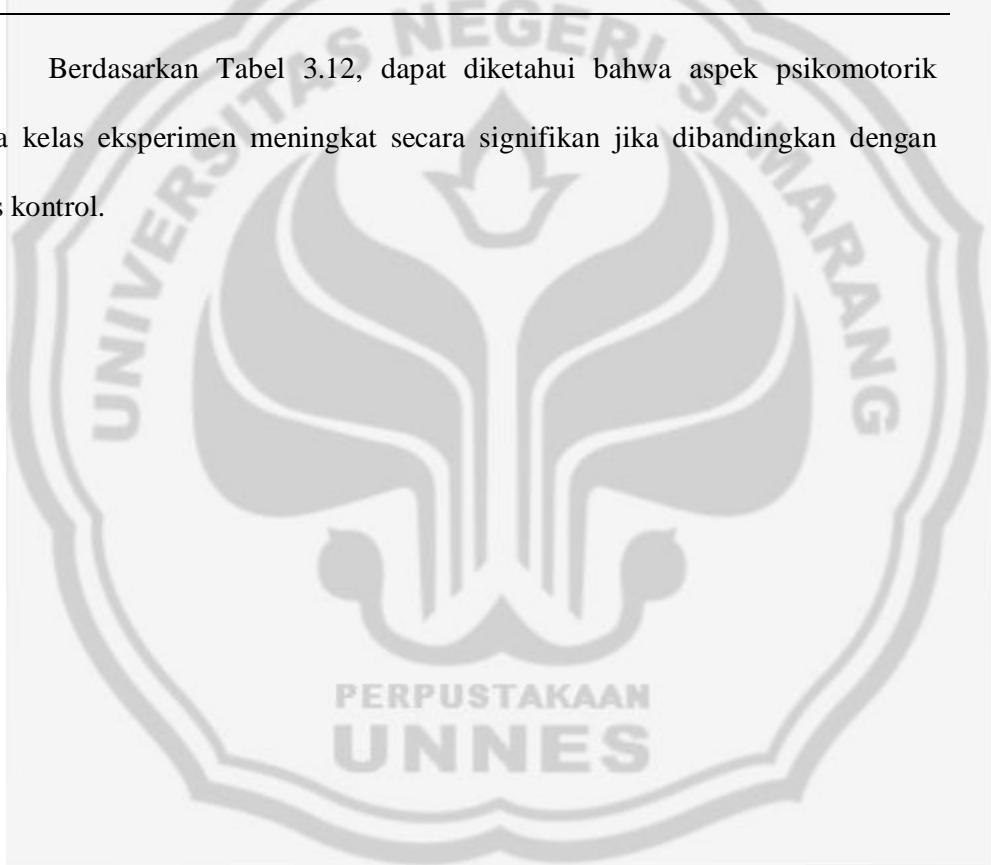 Berdasarkan Tabel 3.12, dapat diketahui bahwa aspek psikomotorik
kelas eksperimen meningkat secara signifikan jika dibandingkan dengan
kontrol.
UNIVERSITAS NEGERI SEMARANG
PERPUSTAKAAN
UNNES